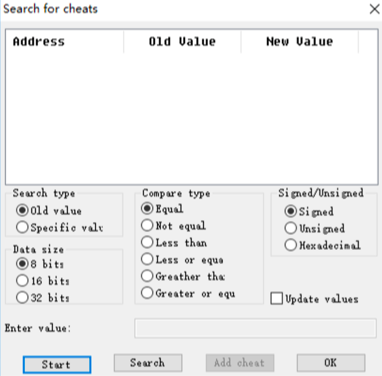 Search for cheats
Address Old Value New Value
Search type
Old value
Specific valu
Data size
8 bits
16 bits
32 bits
Compare type
Equal
Not equal
Less than
Less or equa
Greather tha
Greater or equ
Signed/Unsigned
Signed
Unsigned
Hexadecimal
Update values
Enter value:
Start Search Add cheat OK